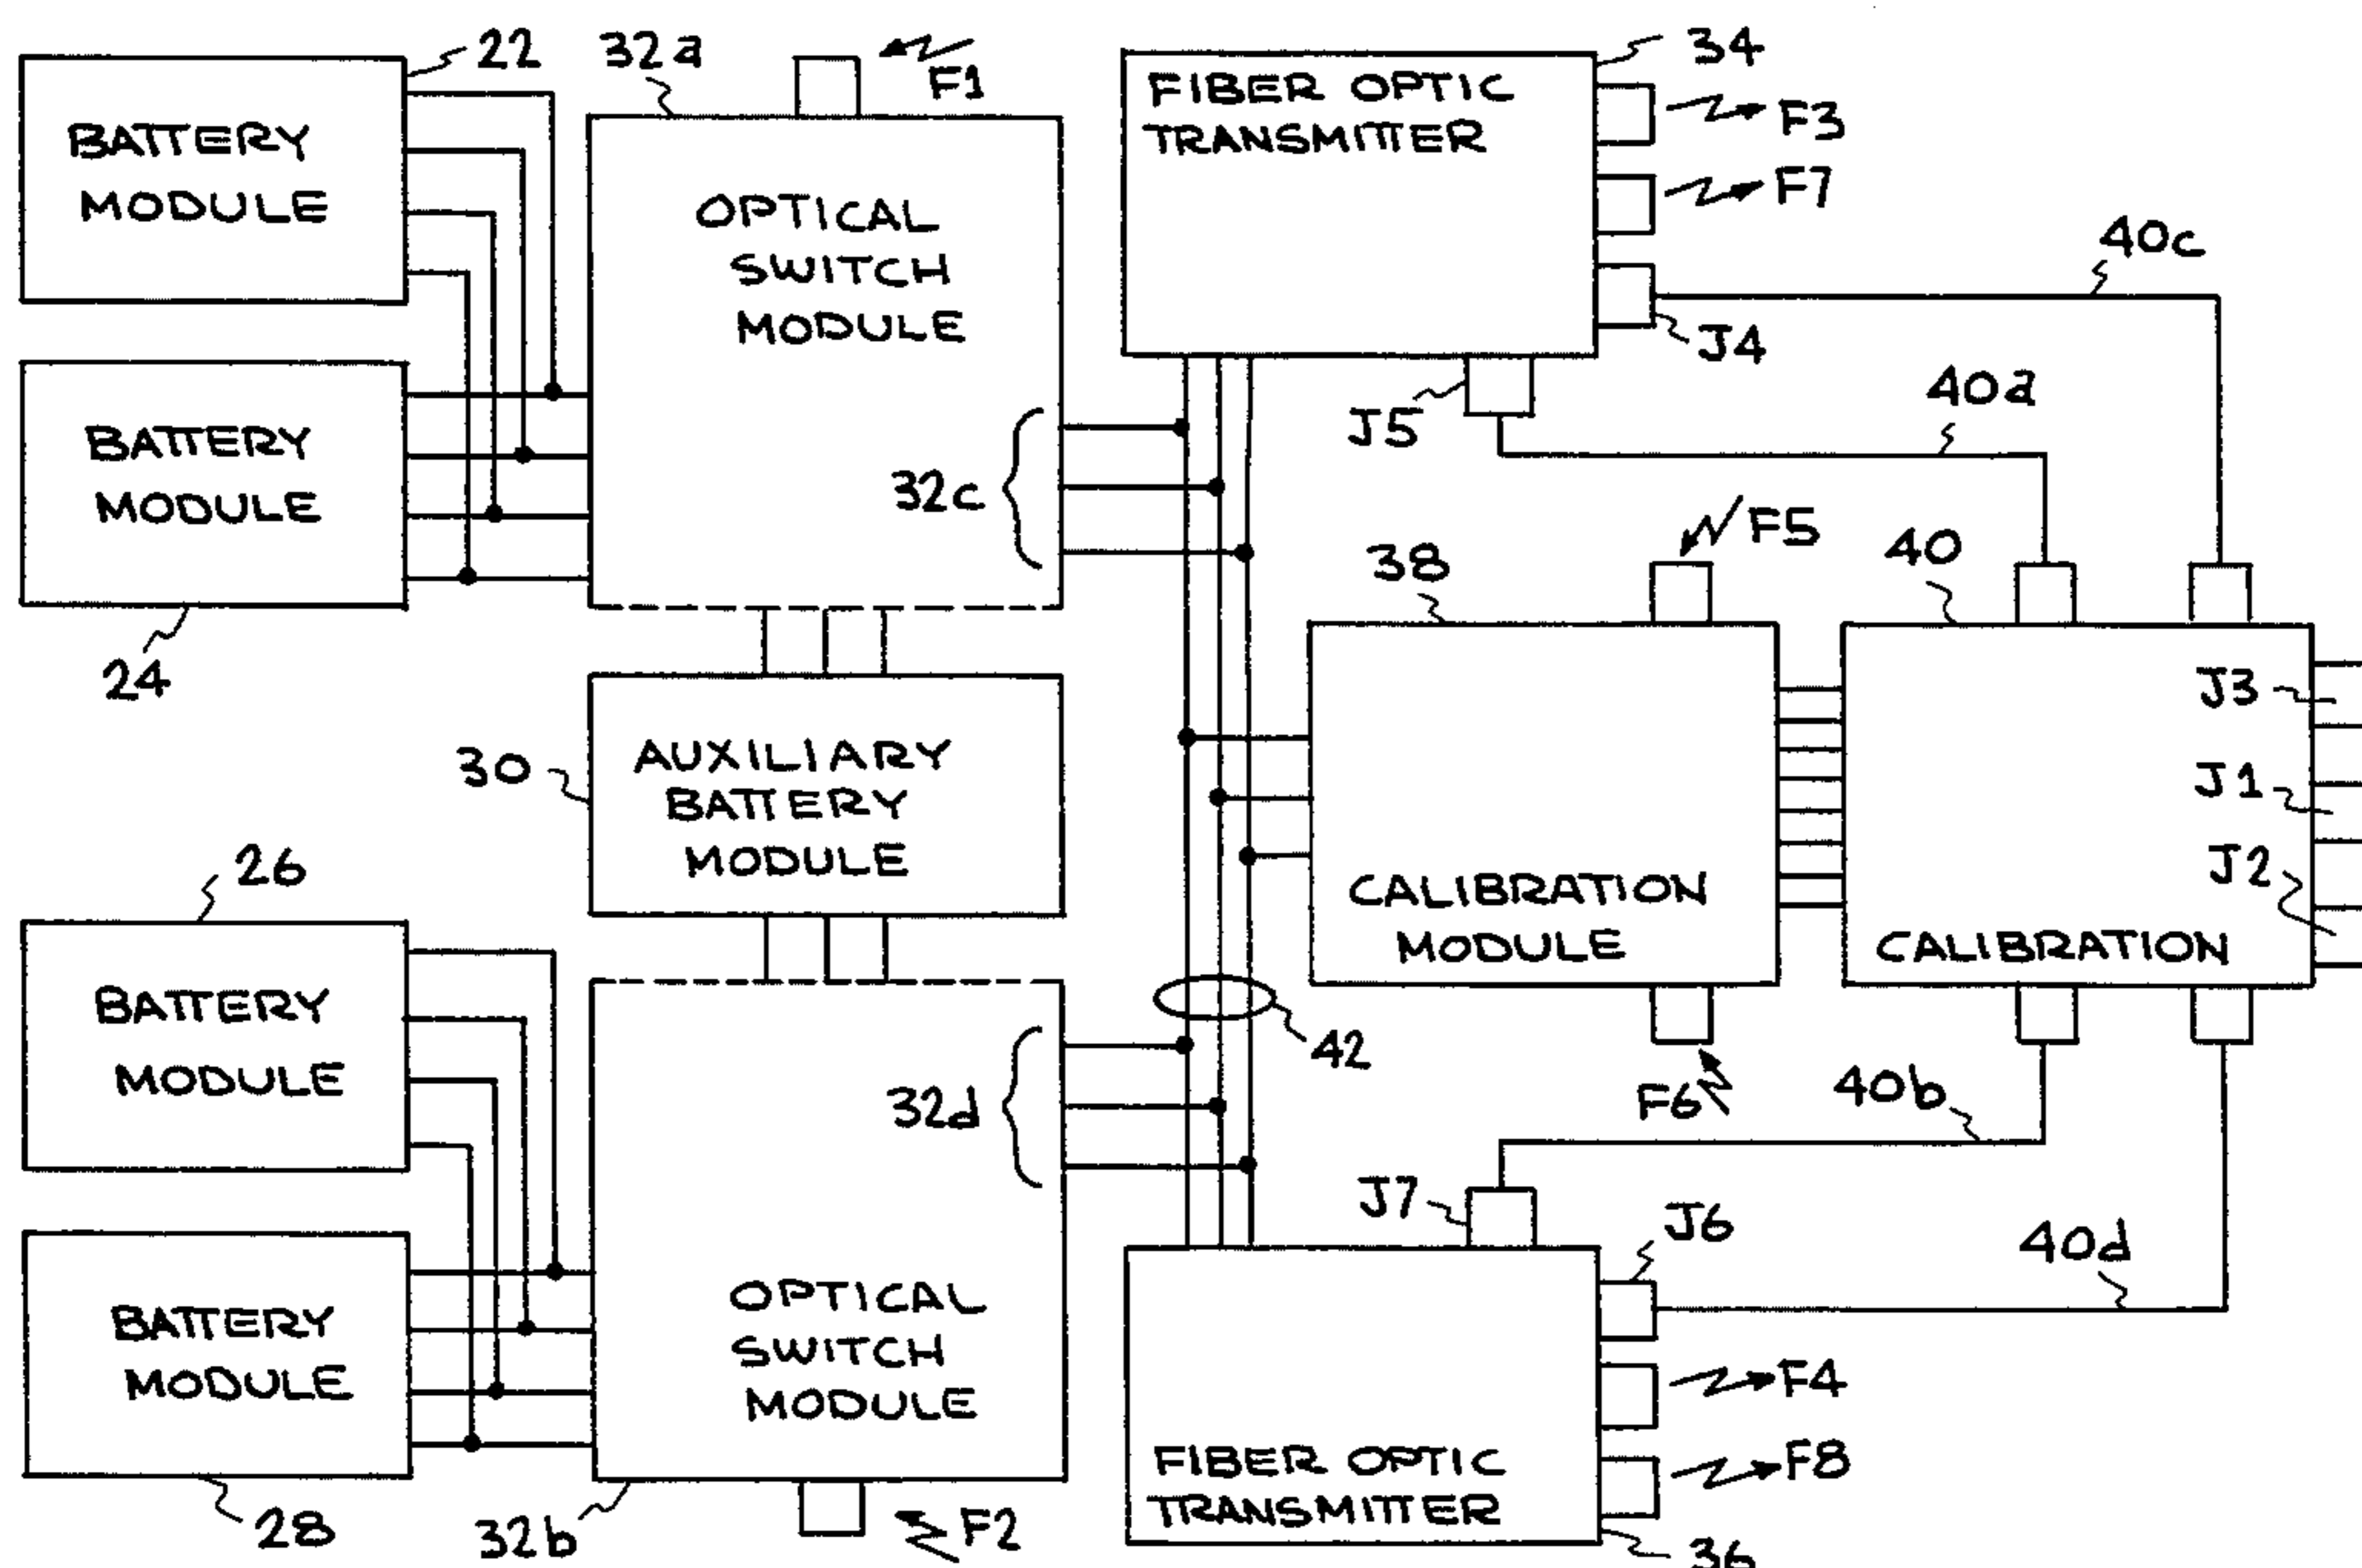 22
BATTERY
MODULE
BATTERY
MODULE
24
32a
F1
OPTICAL
SWITCH
MODULE
32c
30
AUXILIARY
BATTERY
MODULE
26
BATTERY
MODULE
BATTERY
MODULE
28
32d
OPTICAL
SWITCH
MODULE
32b
F2
34
FIBER OPTIC
TRANSMITTER
F3
F7
J4
J5
40c
40a
F5
38
40
CALIBRATION
MODULE
J3
J1
J2
CALIBRATION
42
F6
40b
J7
J6
40d
FIBER OPTIC
TRANSMITTER
F4
F8
36